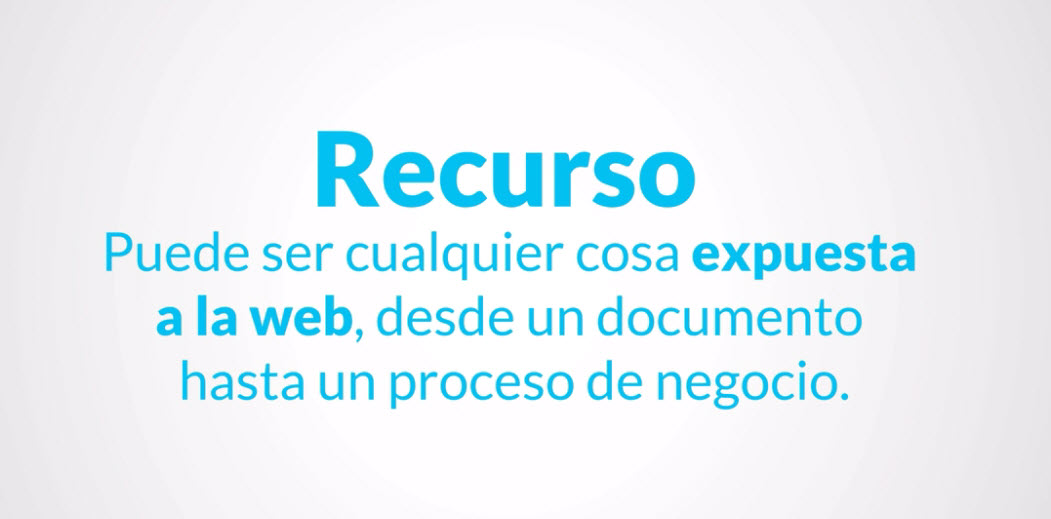 Recurso
Puede ser cualquier cosa expuesta
a la web, desde un documento
hasta un proceso de negocio.